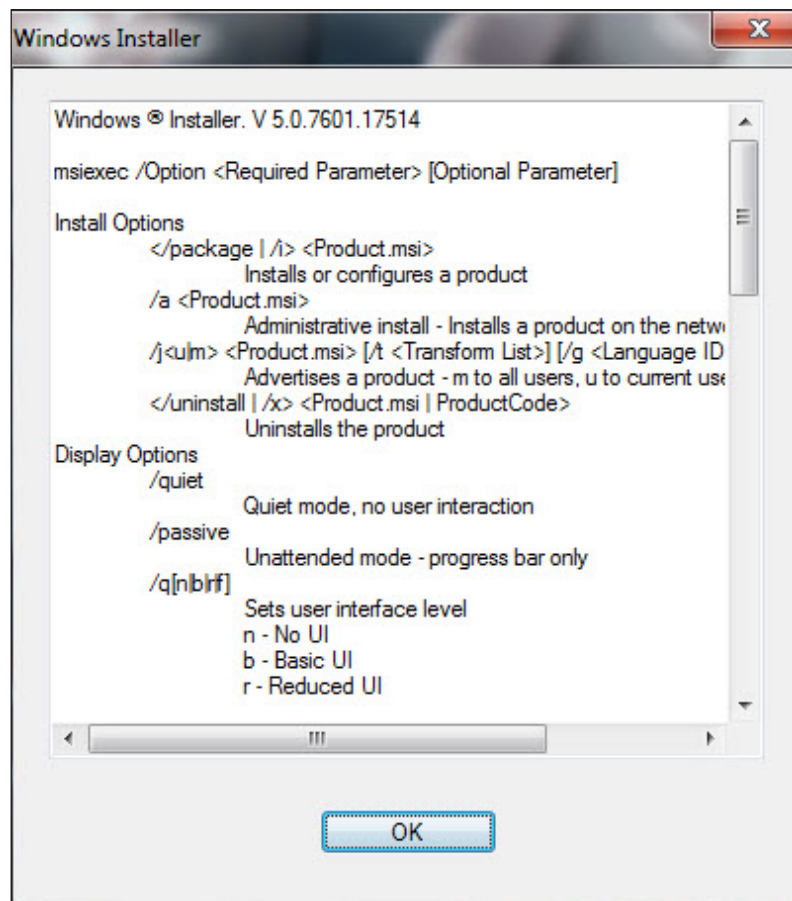 Windows Installer
Windows ® Installer. V 5.0.7601.17514
msiexec /Option <Required Parameter> [Optional Parameter]
Install Options
</package | /i> <Product.msi>
Installs or configures a product
/a <Product.msi>
Administrative install - Installs a product on the netw
/j<u|m> <Product.msi> [/t <Transform List>] [/g <Language ID
Advertises a product - m to all users, u to current use
</uninstall | /x> <Product.msi | ProductCode>
Uninstalls the product
Display Options
/quiet
Quiet mode, no user interaction
/passive
Unattended mode - progress bar only
/q[n|b|r|f]
Sets user interface level
n - No UI
b - Basic UI
r - Reduced UI
OK